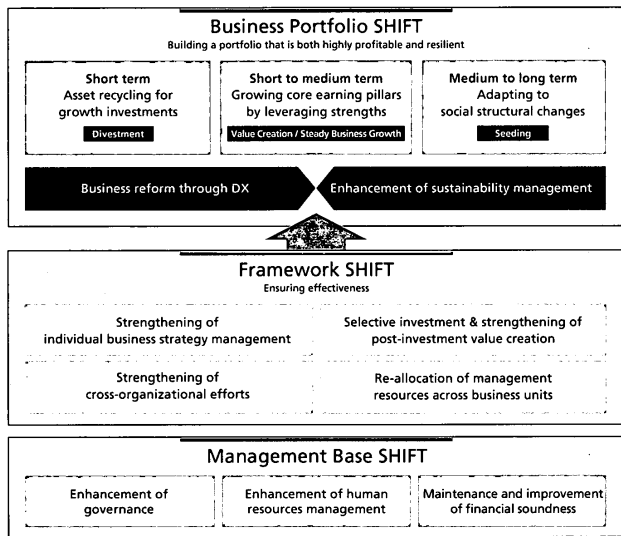 Business Portfolio SHIFT
Building a portfolio that is both highly profitable and resilient
Short term
Asset recycling for
growth investments
Divestment
Short to medium term
Growing core earning pillars
by leveraging strengths
Value Creation / Steady Business Growth
Medium to long term
Adapting to
social structural changes
Seeding
Business reform through DX
Enhancement of sustainability management
Framework SHIFT
Ensuring effectiveness
Strengthening of
individual business strategy management
Selective investment & strengthening of
post-investment value creation
Strengthening of
cross-organizational efforts
Re-allocation of management
resources across business units
Management Base SHIFT
Enhancement of
governance
Enhancement of human
resources management
Maintenance and improvement
of financial soundness